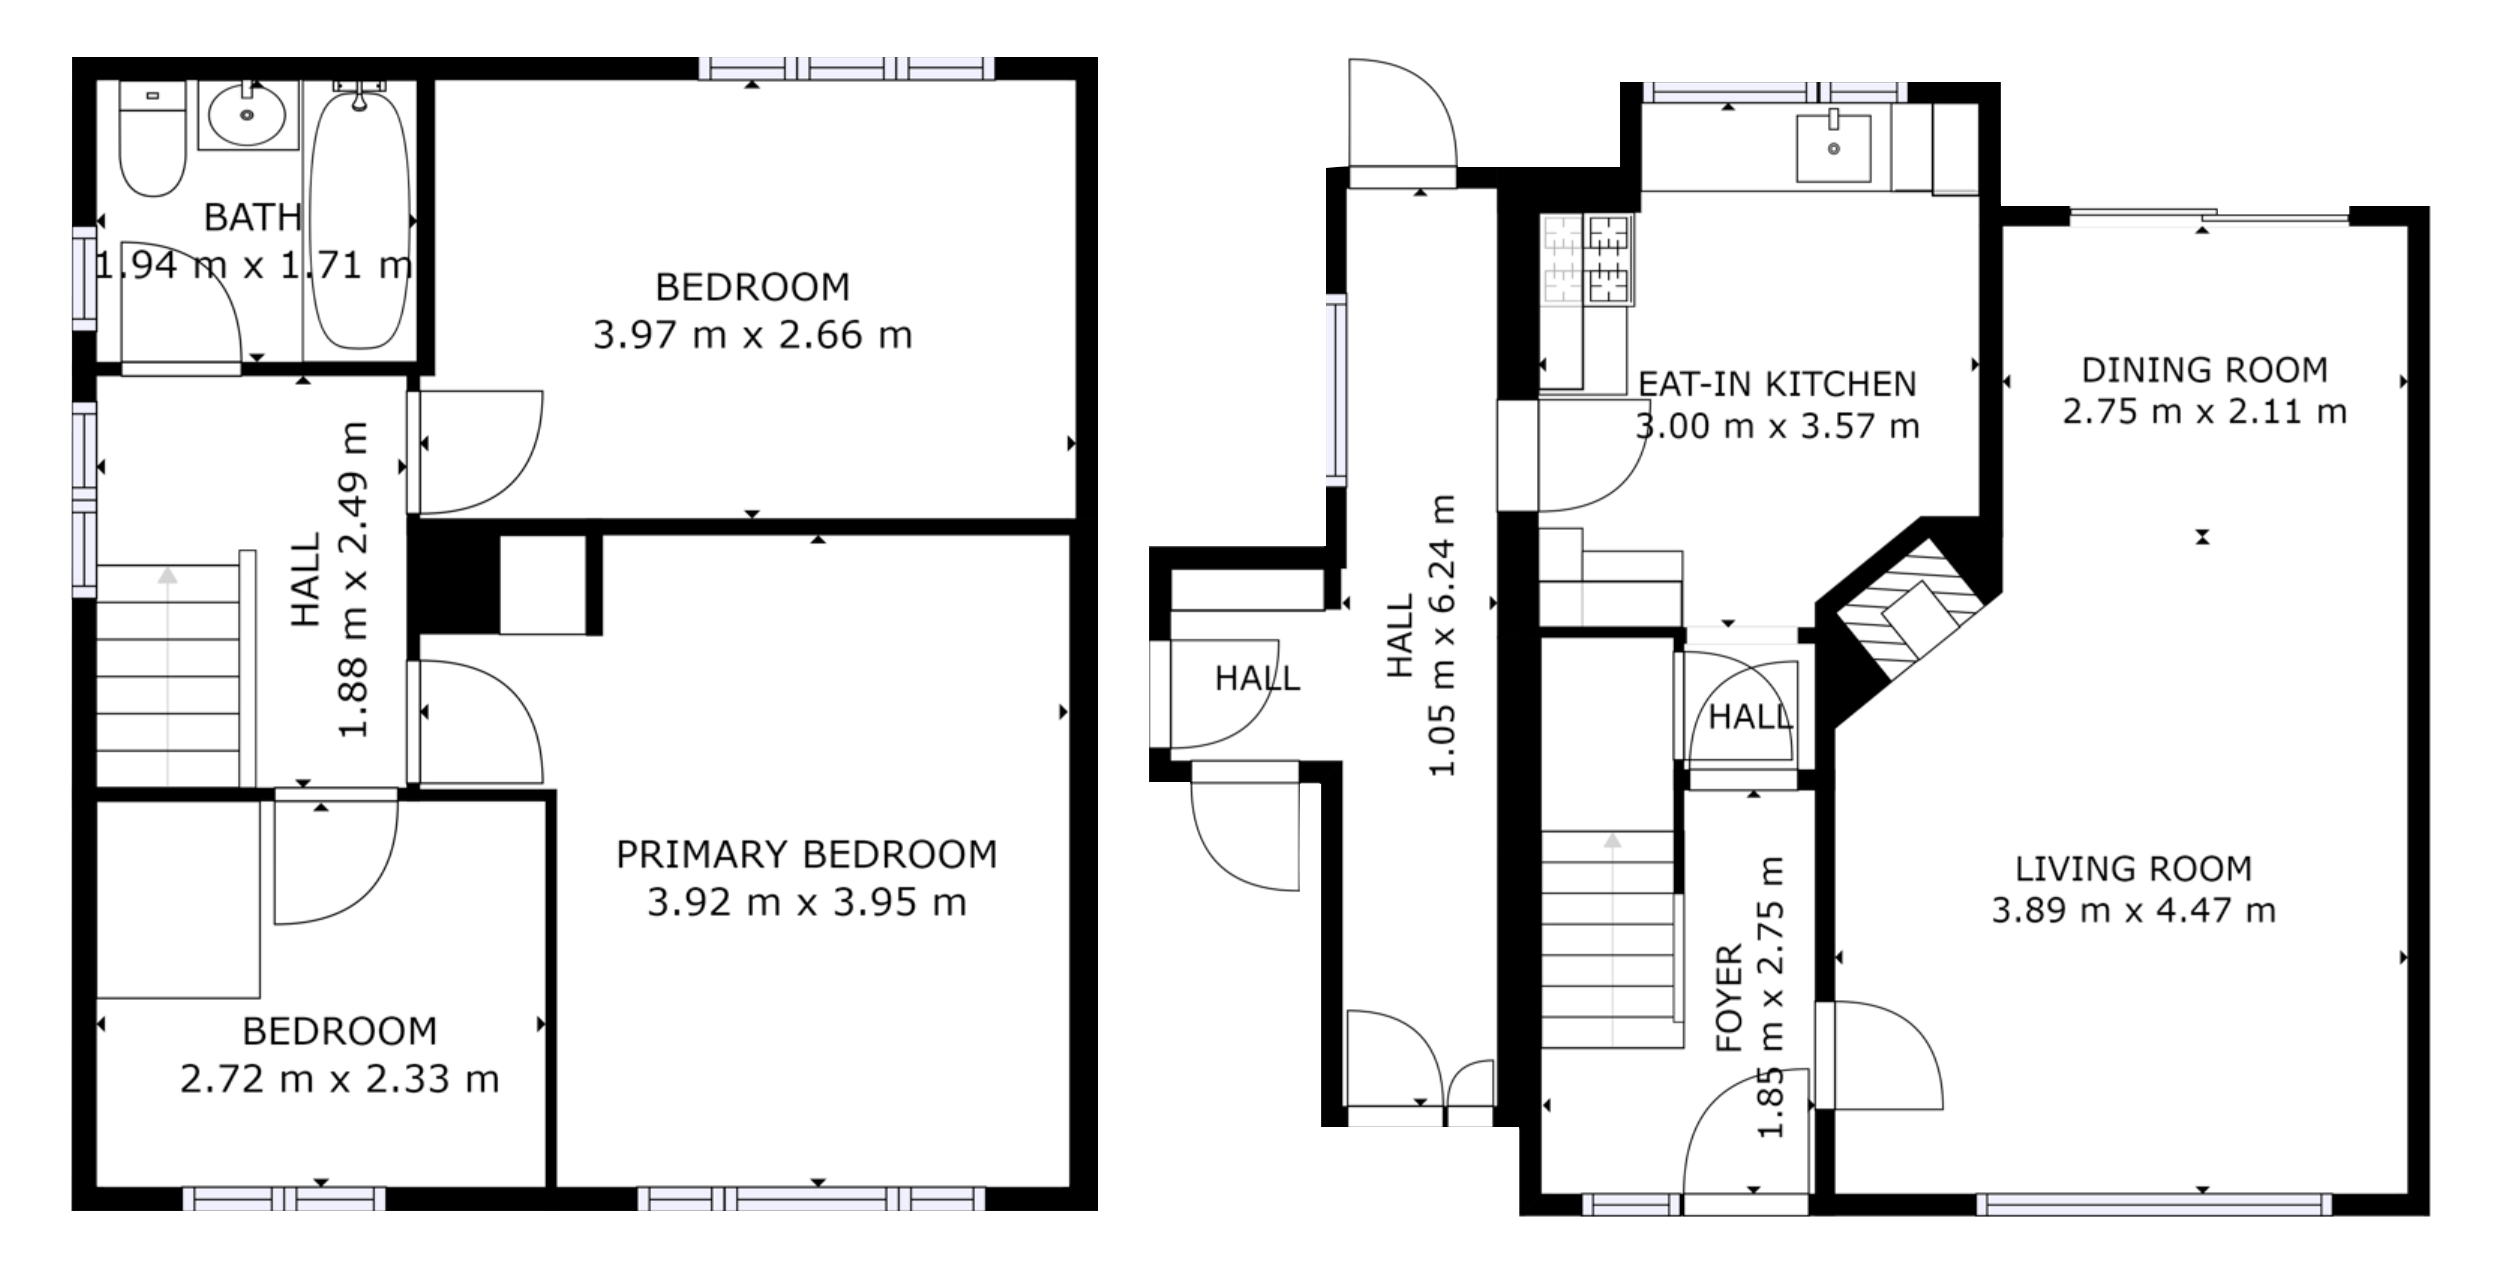 BATH
1.94 m x 1.71 m
BEDROOM
3.97 m x 2.66 m
HALL
1.88 m x 2.49 m
PRIMARY BEDROOM
3.92 m x 3.95 m
BEDROOM
2.72 m x 2.33 m
EAT-IN KITCHEN
3.00 m x 3.57 m
DINING ROOM
2.75 m x 2.11 m
HALL
HALL
1.05 m x 6.24 m
HALL
LIVING ROOM
3.89 m x 4.47 m
FOYER
1.85 m x 2.75 m